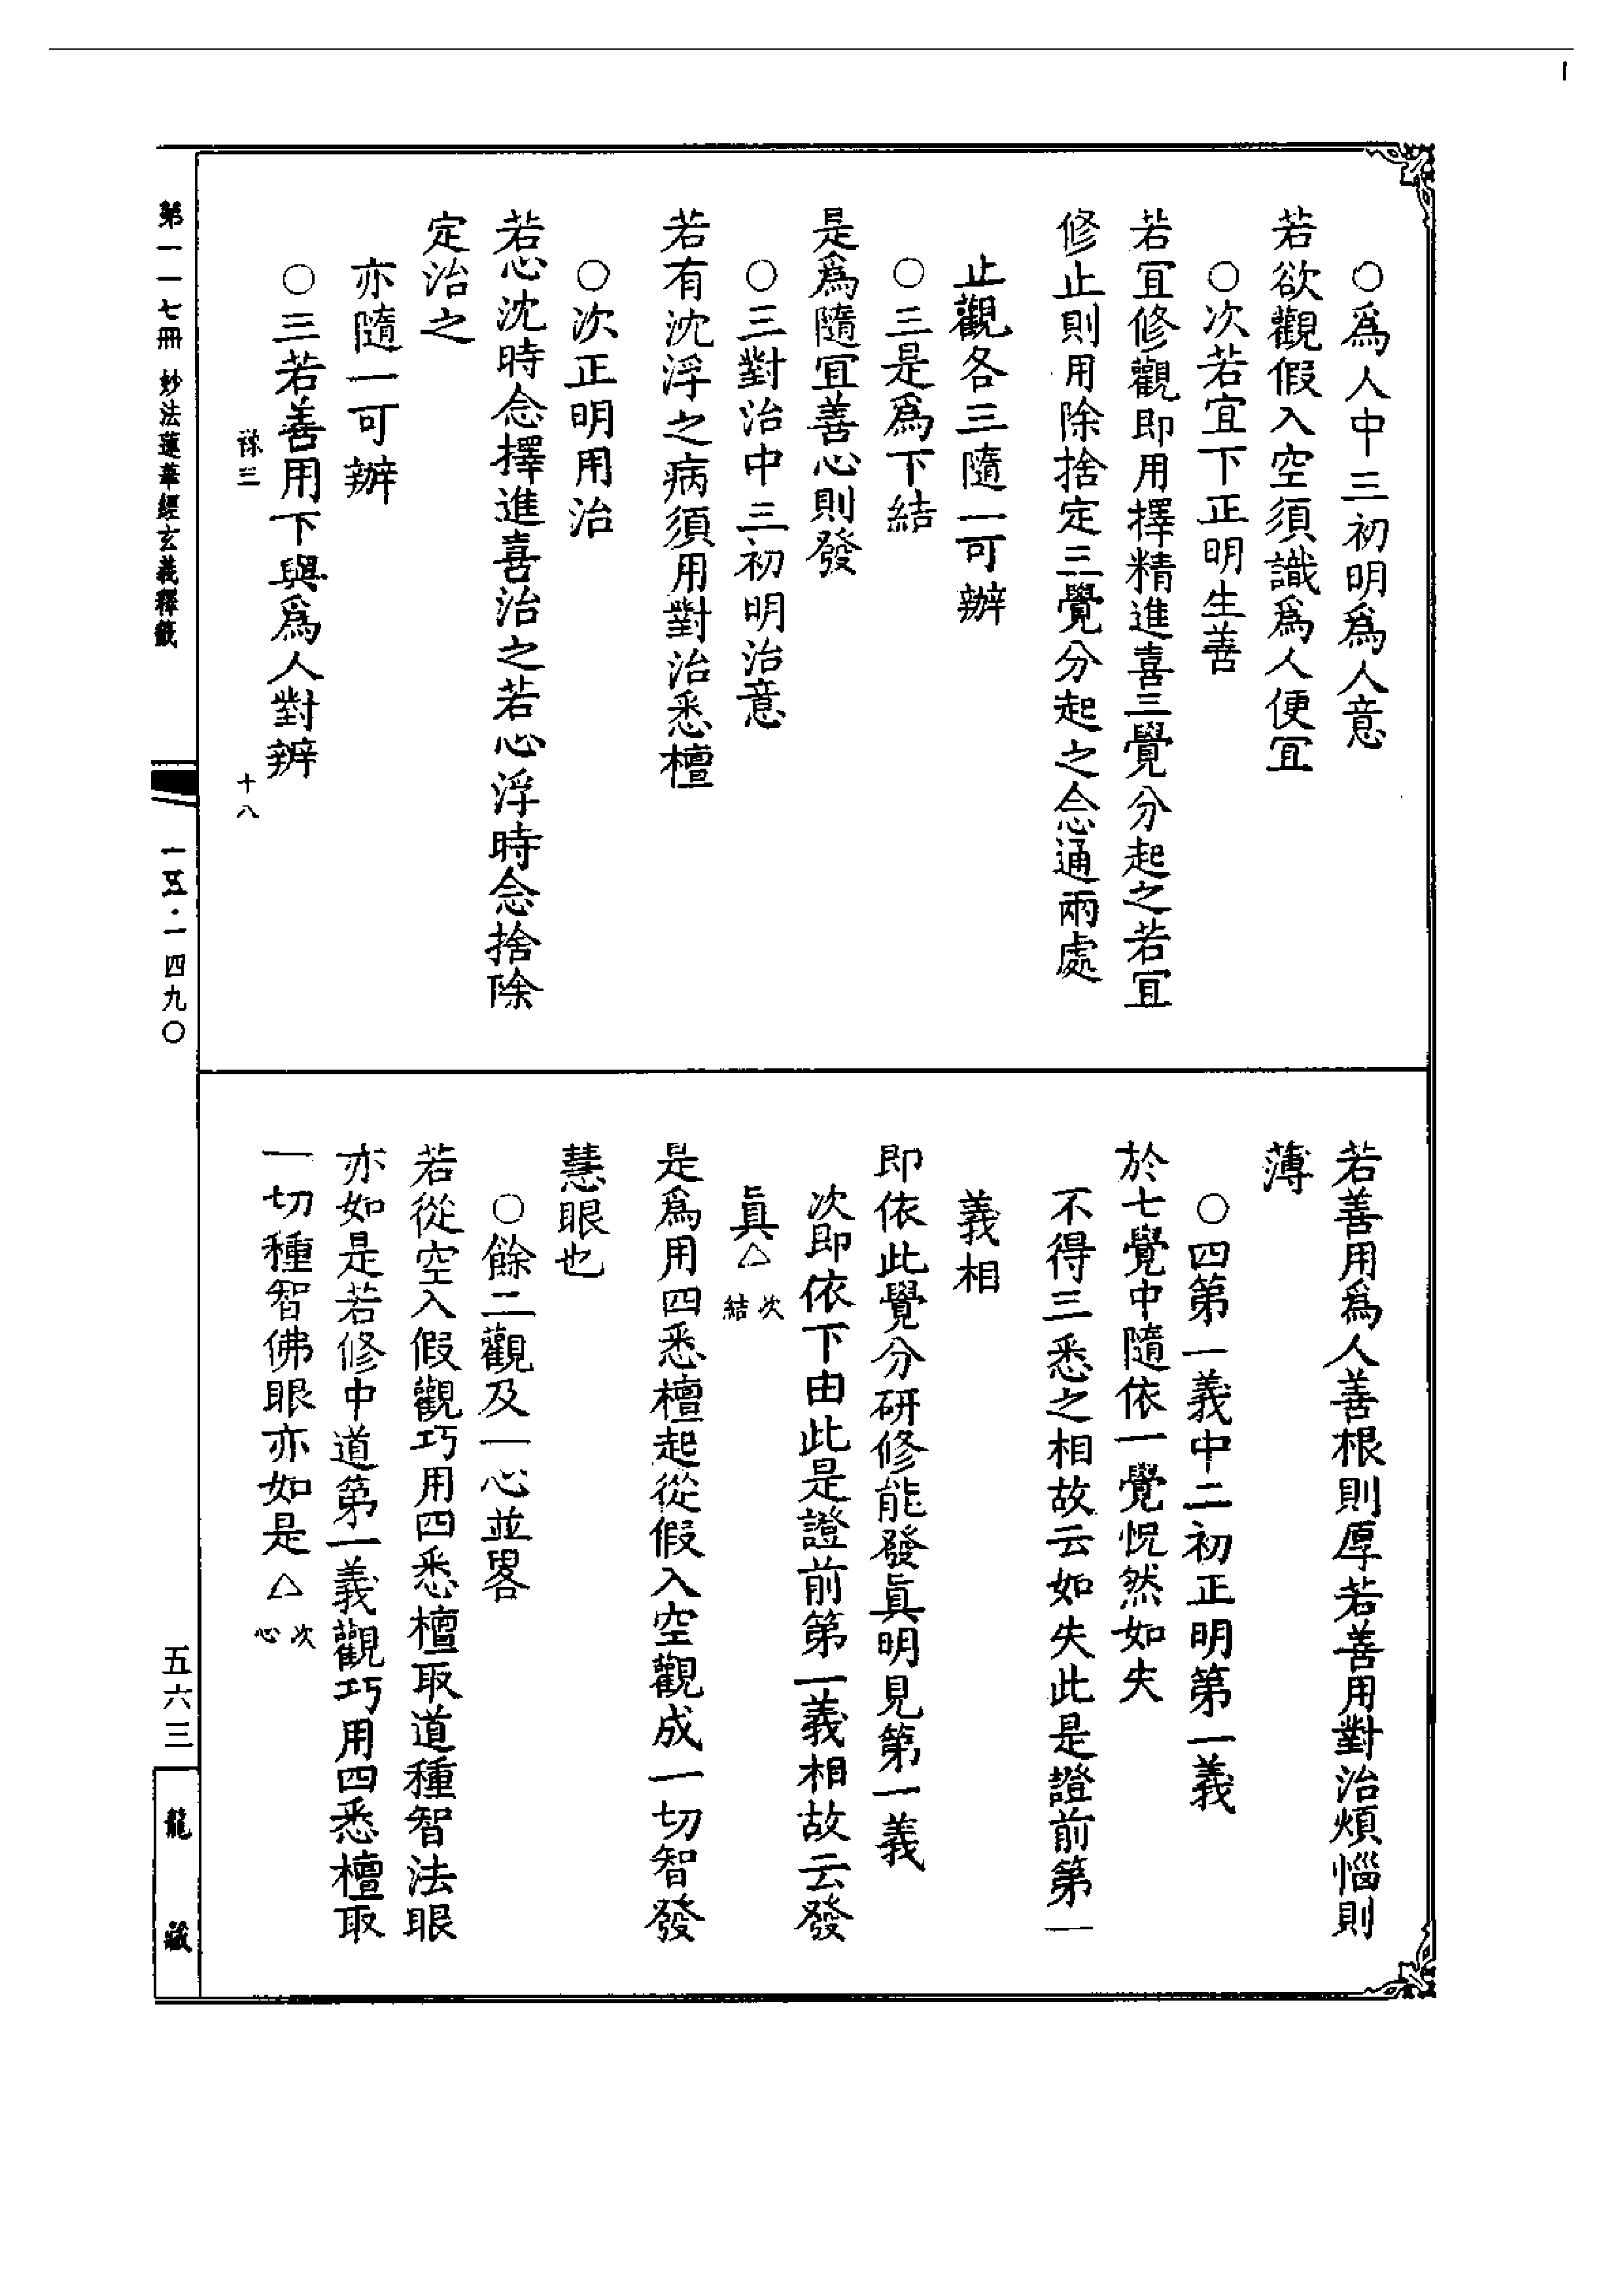 ○爲人中三初明爲人意
若欲觀假入空須識爲人便宜
○次若宜下正明生善
若宜修觀即用擇精進喜三覺分起之若宜
修止則用除捨定三覺分起之念通兩處
止觀各三隨一可辦
○三是爲下結
是爲隨宜善心則發
○三對治中三初明治意
若有沈浮之病須用對治悉檀
○次正明用治
若心沈時念擇進喜治之若心浮時念捨除
定治之
亦隨一可辦
○三若善用下與爲人對辨
十八
若善用爲人善根則厚若善用對治煩惱則
薄
○四第一義中二初正明第一義
於七覺中隨依一覺怳然如失
不得三悉之相故云如失此是證前第一
義相
即依此覺分研修能發眞明見第一義
次即依下由此是證前第一義相故云發
眞△次結
是爲用四悉檀起從假入空觀成一切智發
慧眼也
○餘二觀及一心並畧
若從空入假觀巧用四悉檀取道種智法眼
亦如是若修中道第一義觀巧用四悉檀取
一切種智佛眼亦如是△次心
第一一七冊 妙法蓮華經玄義釋籤
一五·一四九○
五六三
龍藏